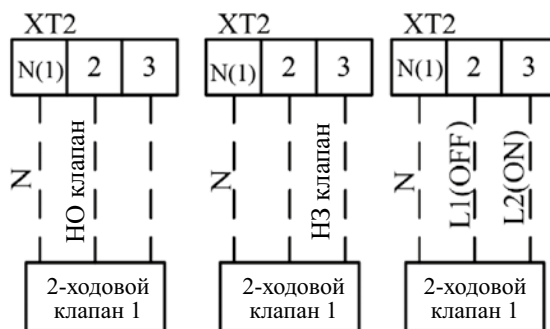 XT2
N(1) 2 3
N
НО клапан
2-ходовой
клапан 1
XT2
N(1) 2 3
N
НЗ клапан
2-ходовой
клапан 1
XT2
N(1) 2 3
N
L1(OFF)
L2(ON)
2-ходовой
клапан 1